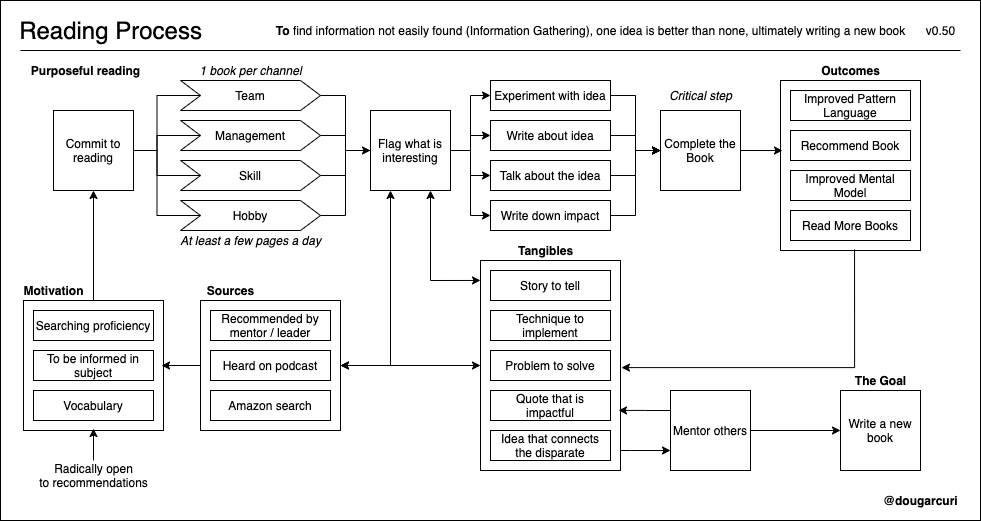 Reading Process
To find information not easily found (Information Gathering), one idea is better than none, ultimately writing a new book
v0.50
Purposeful reading
Commit to
reading
1 book per channel
Team
Management
Skill
Hobby
At least a few pages a day
Flag what is
interesting
Experiment with idea
Write about idea
Talk about the idea
Write down impact
Critical step
Complete the
Book
Outcomes
Improved Pattern
Language
Recommend Book
Improved Mental
Model
Read More Books
Motivation
Searching proficiency
To be informed in
subject
Vocabulary
Radically open
to recommendations
Sources
Recommended by
mentor / leader
Heard on podcast
Amazon search
Tangibles
Story to tell
Technique to
implement
Problem to solve
Quote that is
impactful
Idea that connects
the disparate
Mentor others
The Goal
Write a new
book
@dougarcuri